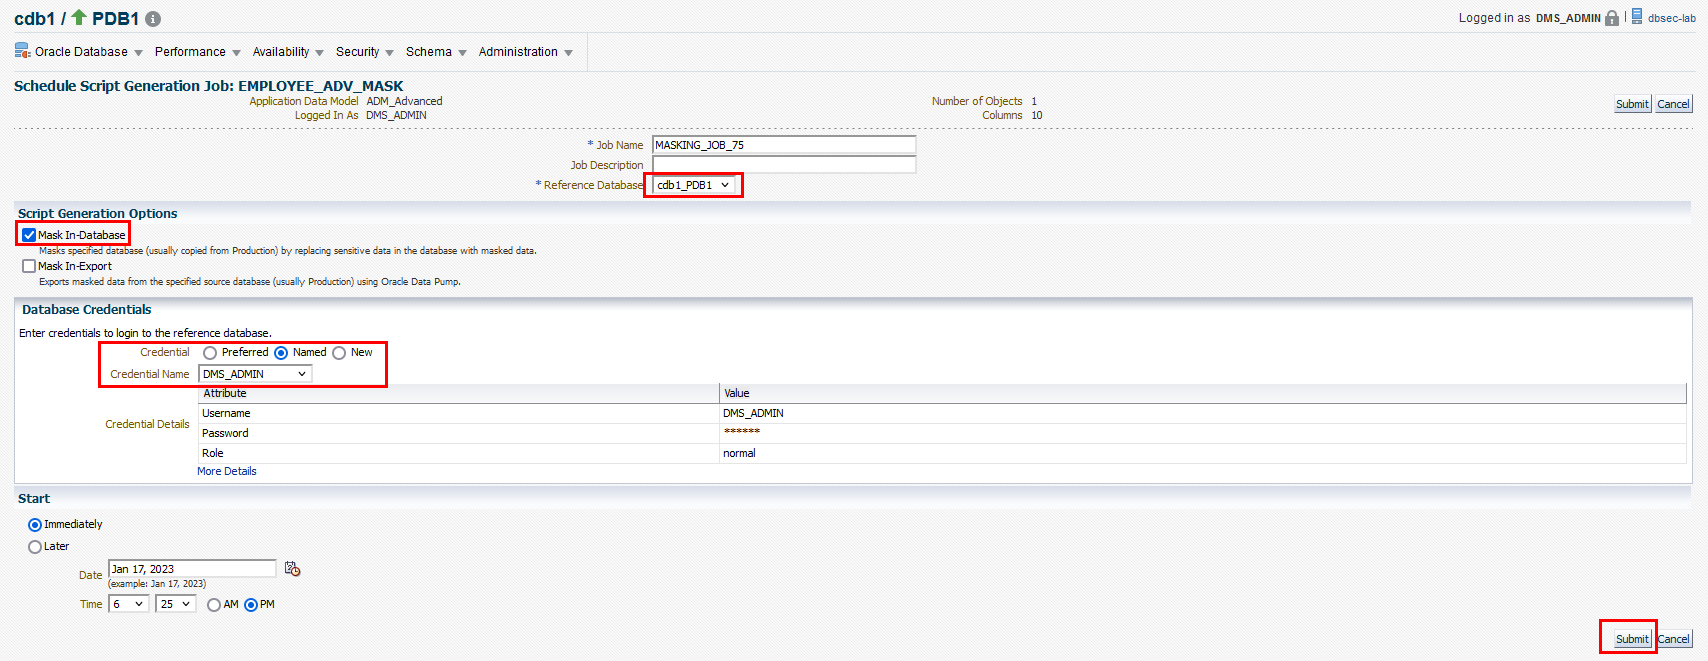 cdb1 / PDB1
Logged in as DMS_ADMIN | dbsec-lab
Oracle Database Performance Availability Security Schema Administration
Schedule Script Generation Job: EMPLOYEE_ADV_MASK
Application Data Model ADM_Advanced
Logged In As DMS_ADMIN
Number of Objects 1
Columns 10
Submit Cancel
* Job Name MASKING_JOB_75
Job Description
* Reference Database cdb1_PDB1
Script Generation Options
Mask In-Database
Masks specified database (usually copied from Production) by replacing sensitive data in the database with masked data.
Mask In-Export
Exports masked data from the specified source database (usually Production) using Oracle Data Pump.
Database Credentials
Enter credentials to login to the reference database.
Credential Preferred Named New
Credential Name DMS_ADMIN
Credential Details
Attribute Value
Username DMS_ADMIN
Password ******
Role normal
More Details
Start
Immediately
Later
Date Jan 17, 2023
(example: Jan 17, 2023)
Time 6 25 AM PM
Submit Cancel